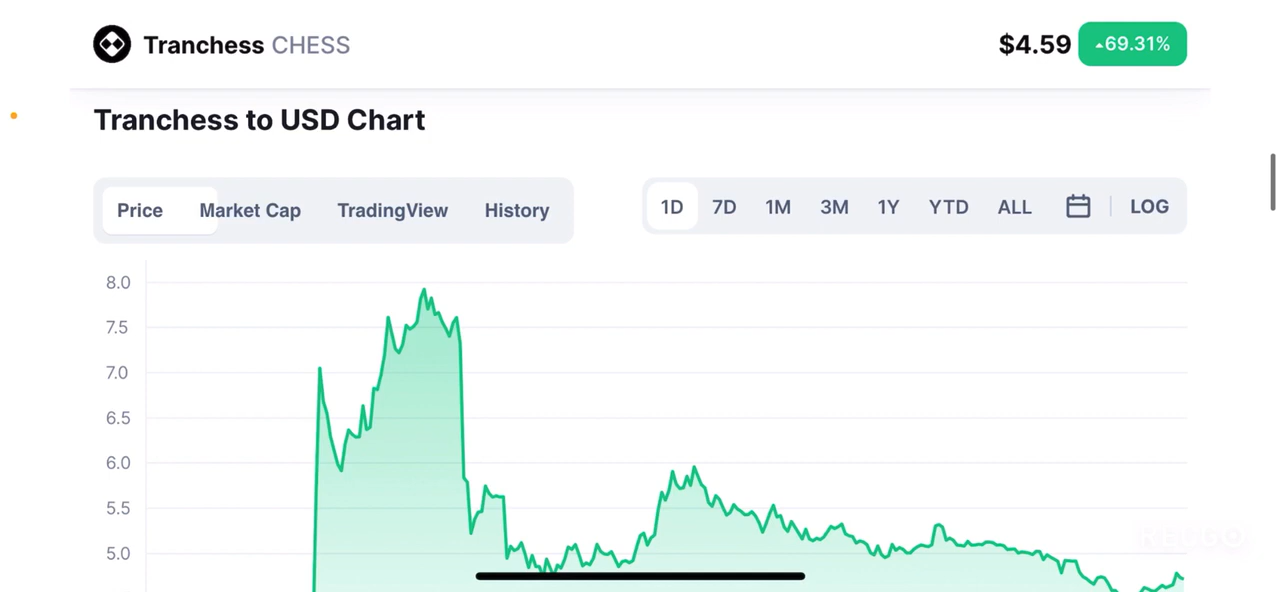 Tranchess CHESS
$4.59 69.31%
Tranchess to USD Chart
Price Market Cap TradingView History
1D 7D 1M 3M 1Y YTD ALL LOG
8.0
7.5
7.0
6.5
6.0
5.5
5.0